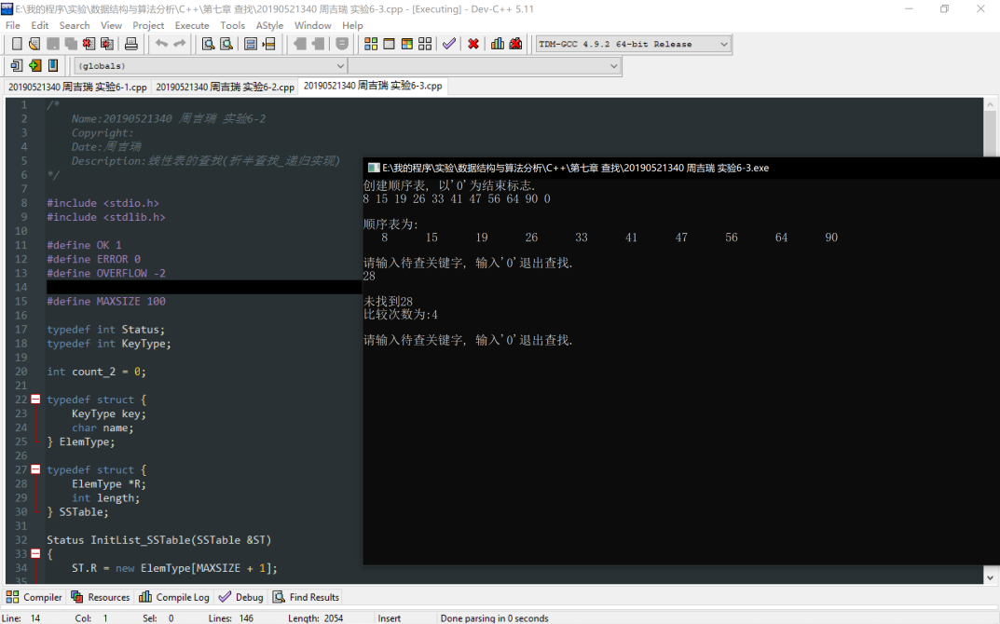 E:\我的程序\实验\数据结构与算法分析\C++\第七章 查找\20190521340 周吉瑞 实验6-3.cpp - [Executing] - Dev-C++ 5.11
File Edit Search View Project Execute Tools AStyle Window Help
TDM-GCC 4.9.2 64-bit Release
(globals)
20190521340 周吉瑞 实验6-1.cpp 20190521340 周吉瑞 实验6-2.cpp 20190521340 周吉瑞 实验6-3.cpp
1 /*
2 Name:20190521340 周吉瑞 实验6-2
3 Copyright:
4 Date:周吉瑞
5 Description:线性表的查找(折半查找_递归实现)
6 */
7
8 #include <stdio.h>
9 #include <stdlib.h>
10
11 #define OK 1
12 #define ERROR 0
13 #define OVERFLOW -2
14
15 #define MAXSIZE 100
16
17 typedef int Status;
18 typedef int KeyType;
19
20 int count_2 = 0;
21
22 typedef struct {
23 KeyType key;
24 char name;
25 } ElemType;
26
27 typedef struct {
28 ElemType *R;
29 int length;
30 } SSTable;
31
32 Status InitList_SSTable(SSTable &ST)
33 {
34 ST.R = new ElemType[MAXSIZE + 1];
35
E:\我的程序\实验\数据结构与算法分析\C++\第七章 查找\20190521340 周吉瑞 实验6-3.exe
创建顺序表, 以'0'为结束标志.
8 15 19 26 33 41 47 56 64 90 0
顺序表为:
8 15 19 26 33 41 47 56 64 90
请输入待查关键字, 输入'0'退出查找.
28
未找到28
比较次数为:4
请输入待查关键字, 输入'0'退出查找.
Compiler Resources Compile Log Debug Find Results
Line: 14 Col: 1 Sel: 0 Lines: 146 Length: 2054 Insert Done parsing in 0 seconds